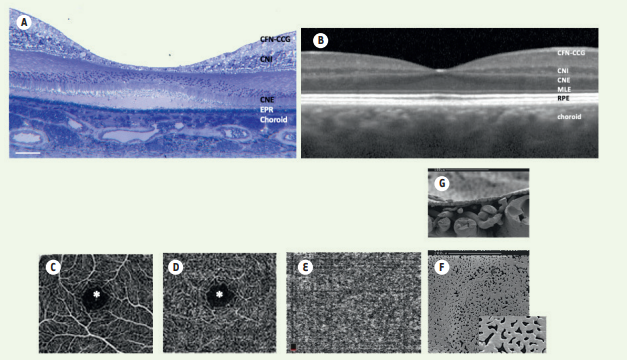 A
CFN-CCG
CNI
CNE
EPR
Choroid
B
CFN-CCG
CNI
CNE
MLE
RPE
choroid
G
C
*
D
*
E
F